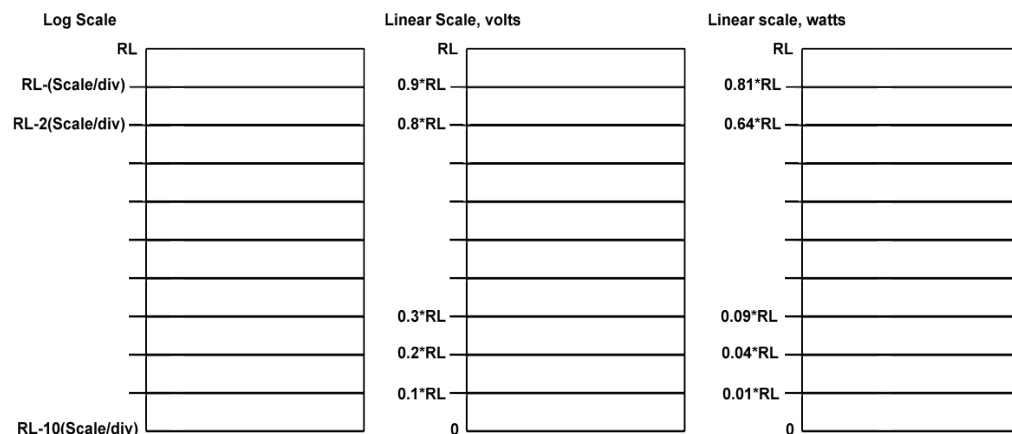 Log Scale
RL
RL-(Scale/div)
RL-2(Scale/div)
RL-10(Scale/div)
Linear Scale, volts
RL
0.9*RL
0.8*RL
0.3*RL
0.2*RL
0.1*RL
0
Linear scale, watts
RL
0.81*RL
0.64*RL
0.09*RL
0.04*RL
0.01*RL
0